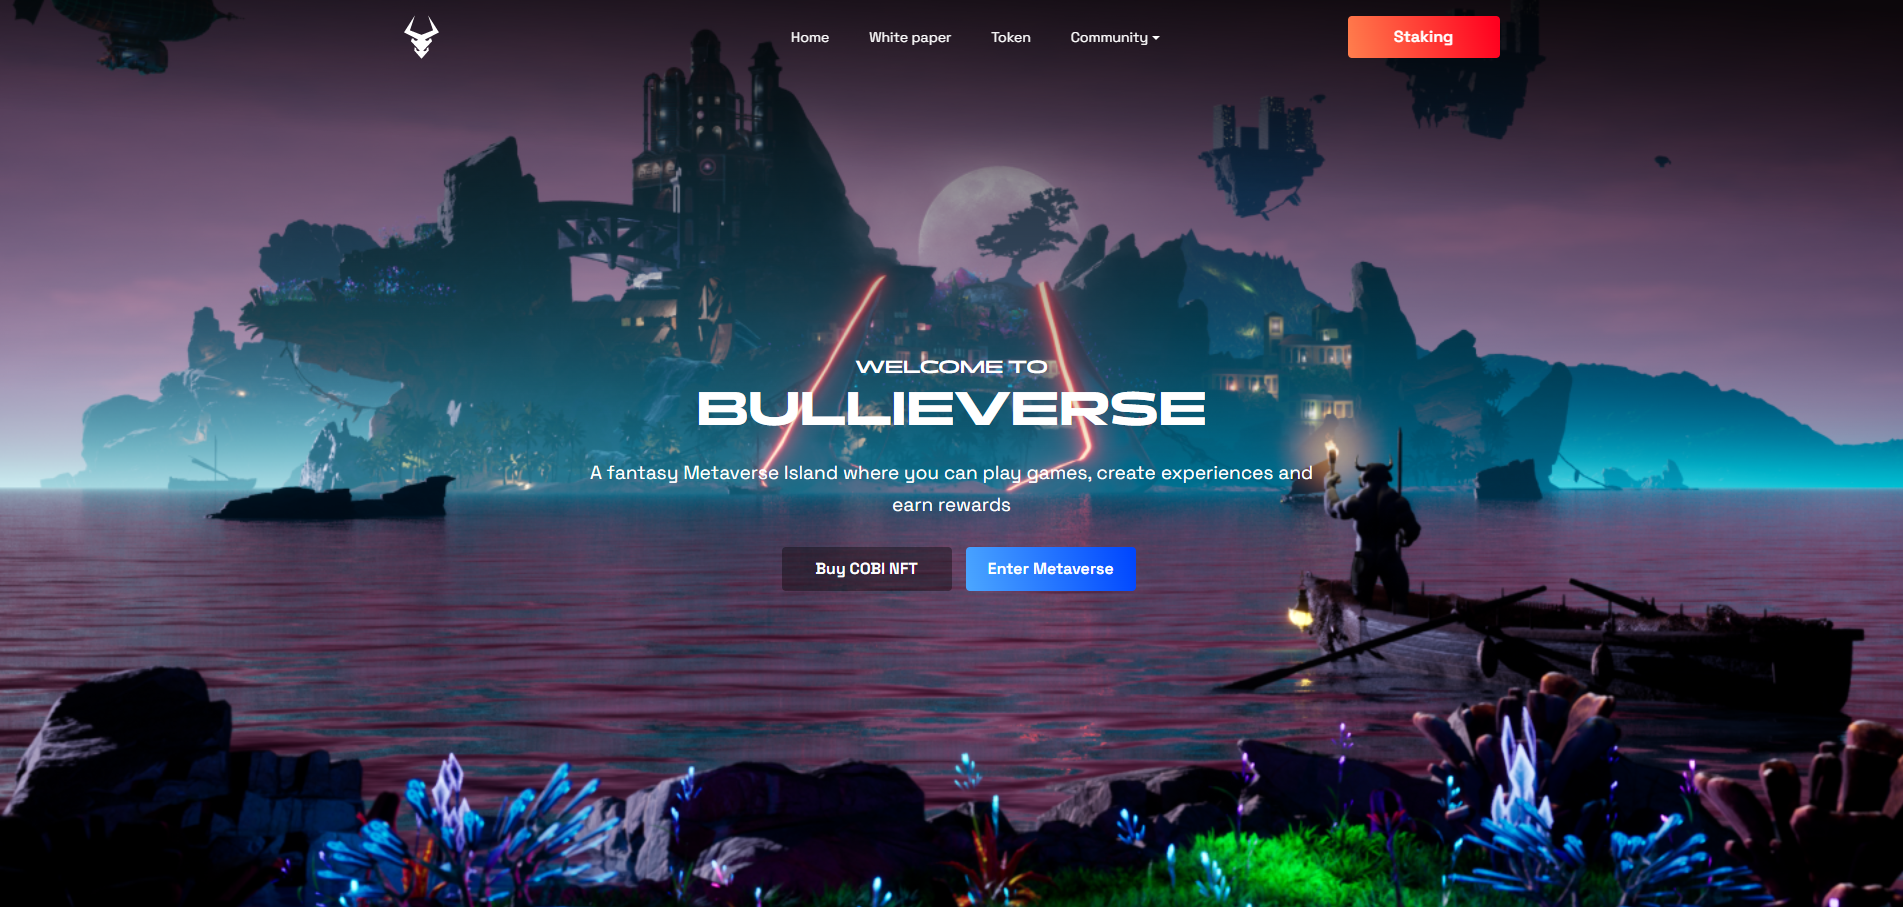 Home
White paper
Token
Community
Staking
WELCOME TO
BULLIEVERSE
A fantasy Metaverse Island where you can play games, create experiences and
earn rewards
Buy COBI NFT
Enter Metaverse